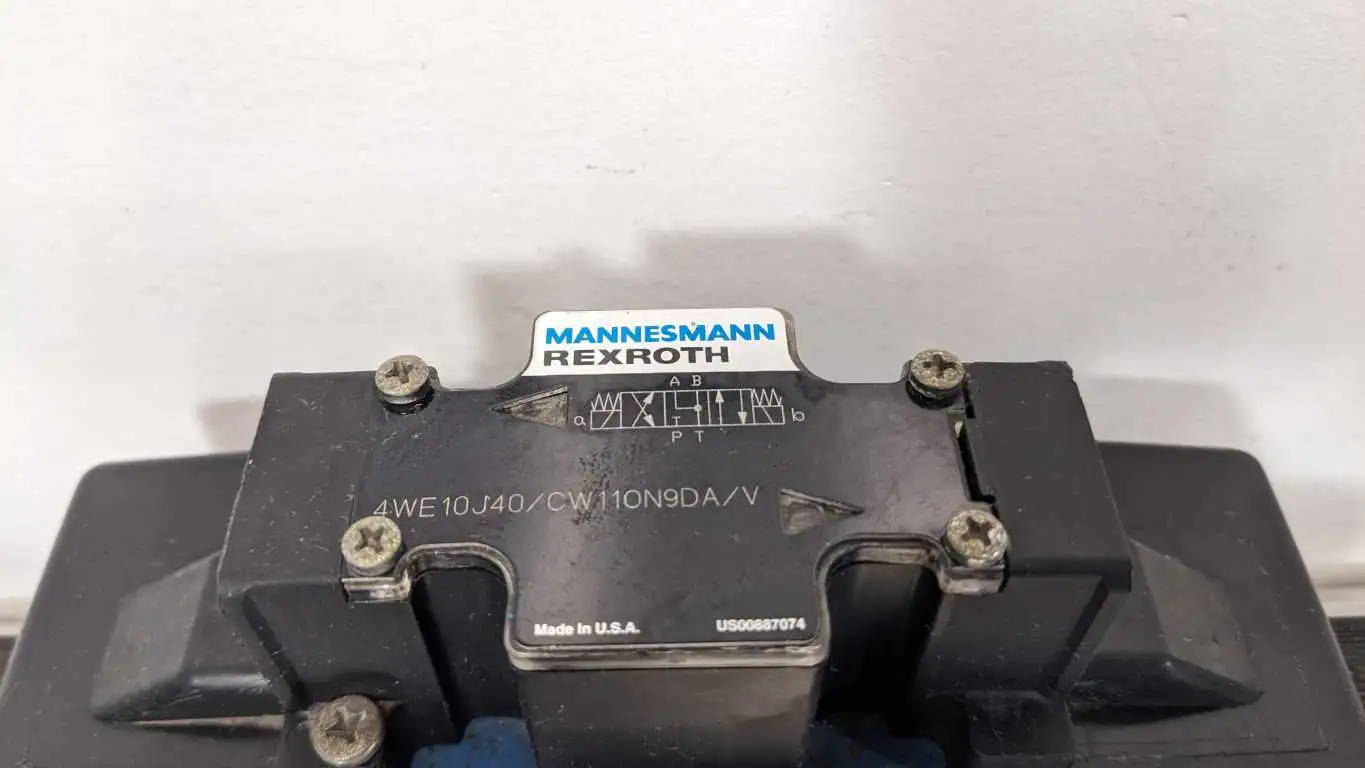 MANNESMANN
REXROTH
A B
a T b
P T
4WE10J40/CW110N9DA/V
Made in U.S.A. US00887074